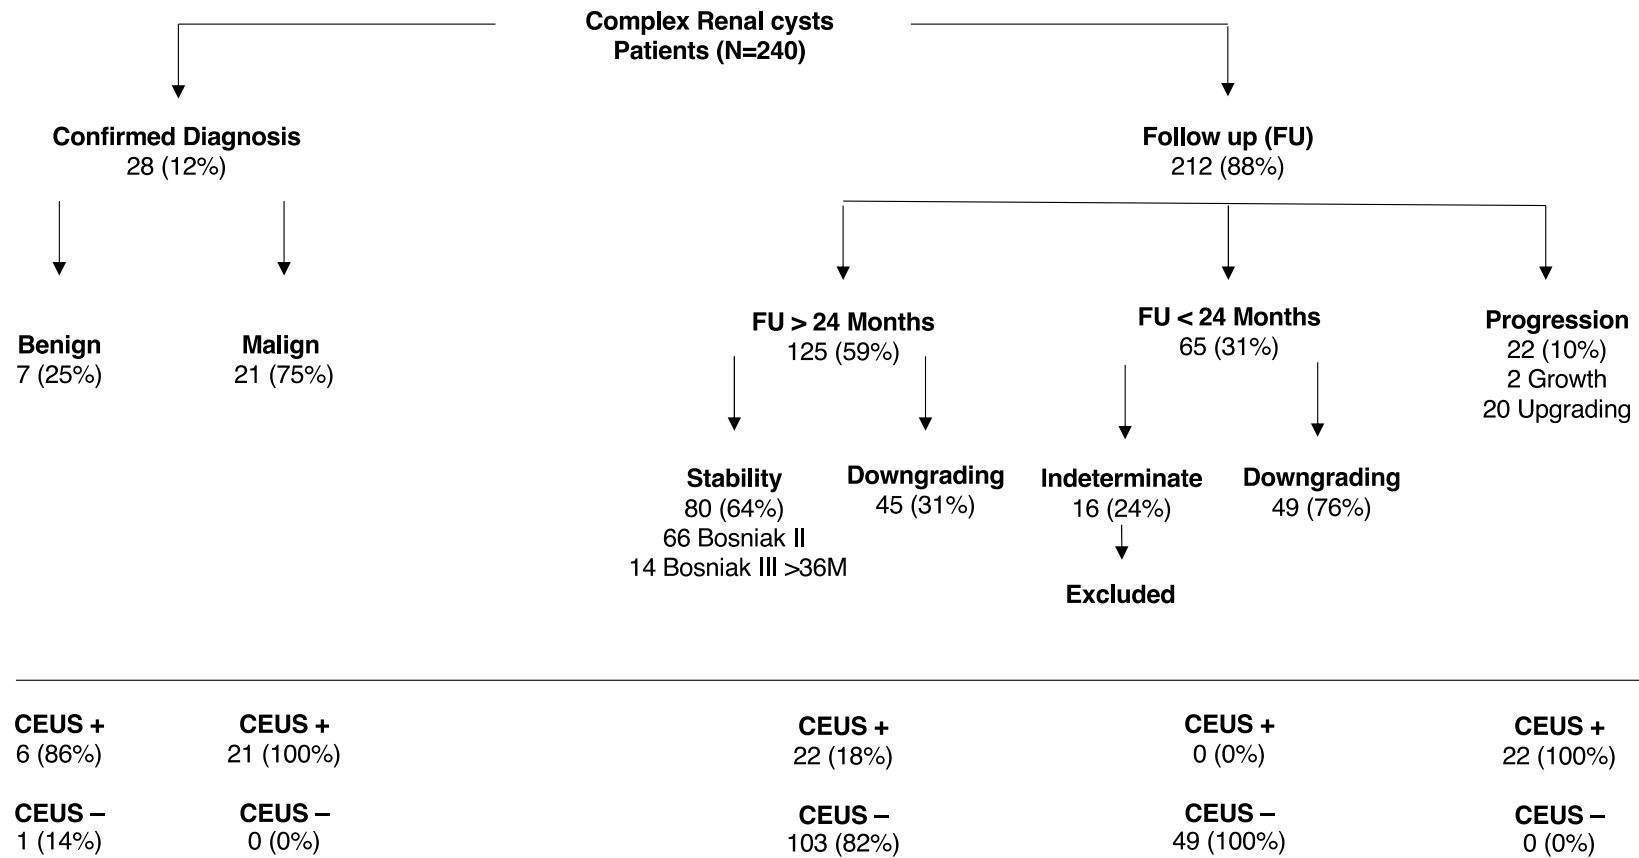 Complex Renal cysts
Patients (N=240)
Confirmed Diagnosis
28 (12%)
Follow up (FU)
212 (88%)
Benign
7 (25%)
Malign
21 (75%)
FU > 24 Months
125 (59%)
FU < 24 Months
65 (31%)
Progression
22 (10%)
2 Growth
20 Upgrading
Stability
80 (64%)
66 Bosniak II
14 Bosniak III >36M
Downgrading
45 (31%)
Indeterminate
16 (24%)
Excluded
Downgrading
49 (76%)
CEUS +
6 (86%)
CEUS +
21 (100%)
CEUS +
22 (18%)
CEUS +
0 (0%)
CEUS +
22 (100%)
CEUS –
1 (14%)
CEUS –
0 (0%)
CEUS –
103 (82%)
CEUS –
49 (100%)
CEUS –
0 (0%)